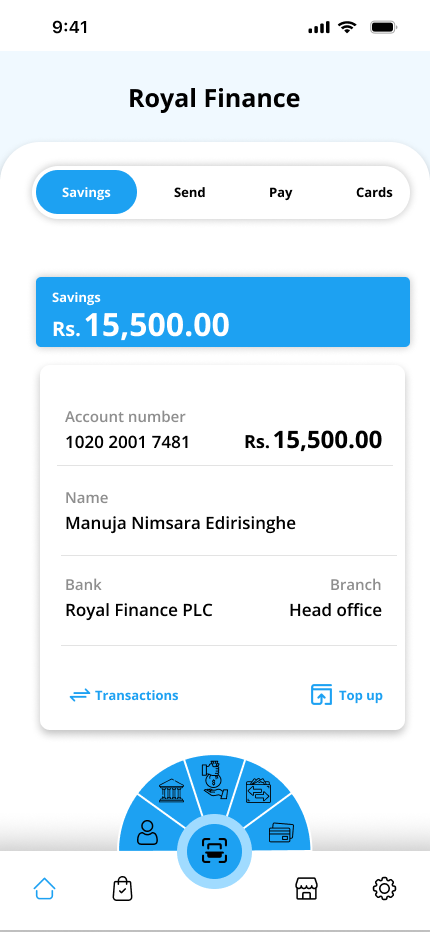 9:41
Royal Finance
Savings Send Pay Cards
Savings
Rs. 15,500.00
Account number
1020 2001 7481 Rs. 15,500.00
Name
Manuja Nimsara Edirisinghe
Bank Branch
Royal Finance PLC Head office
Transactions Top up